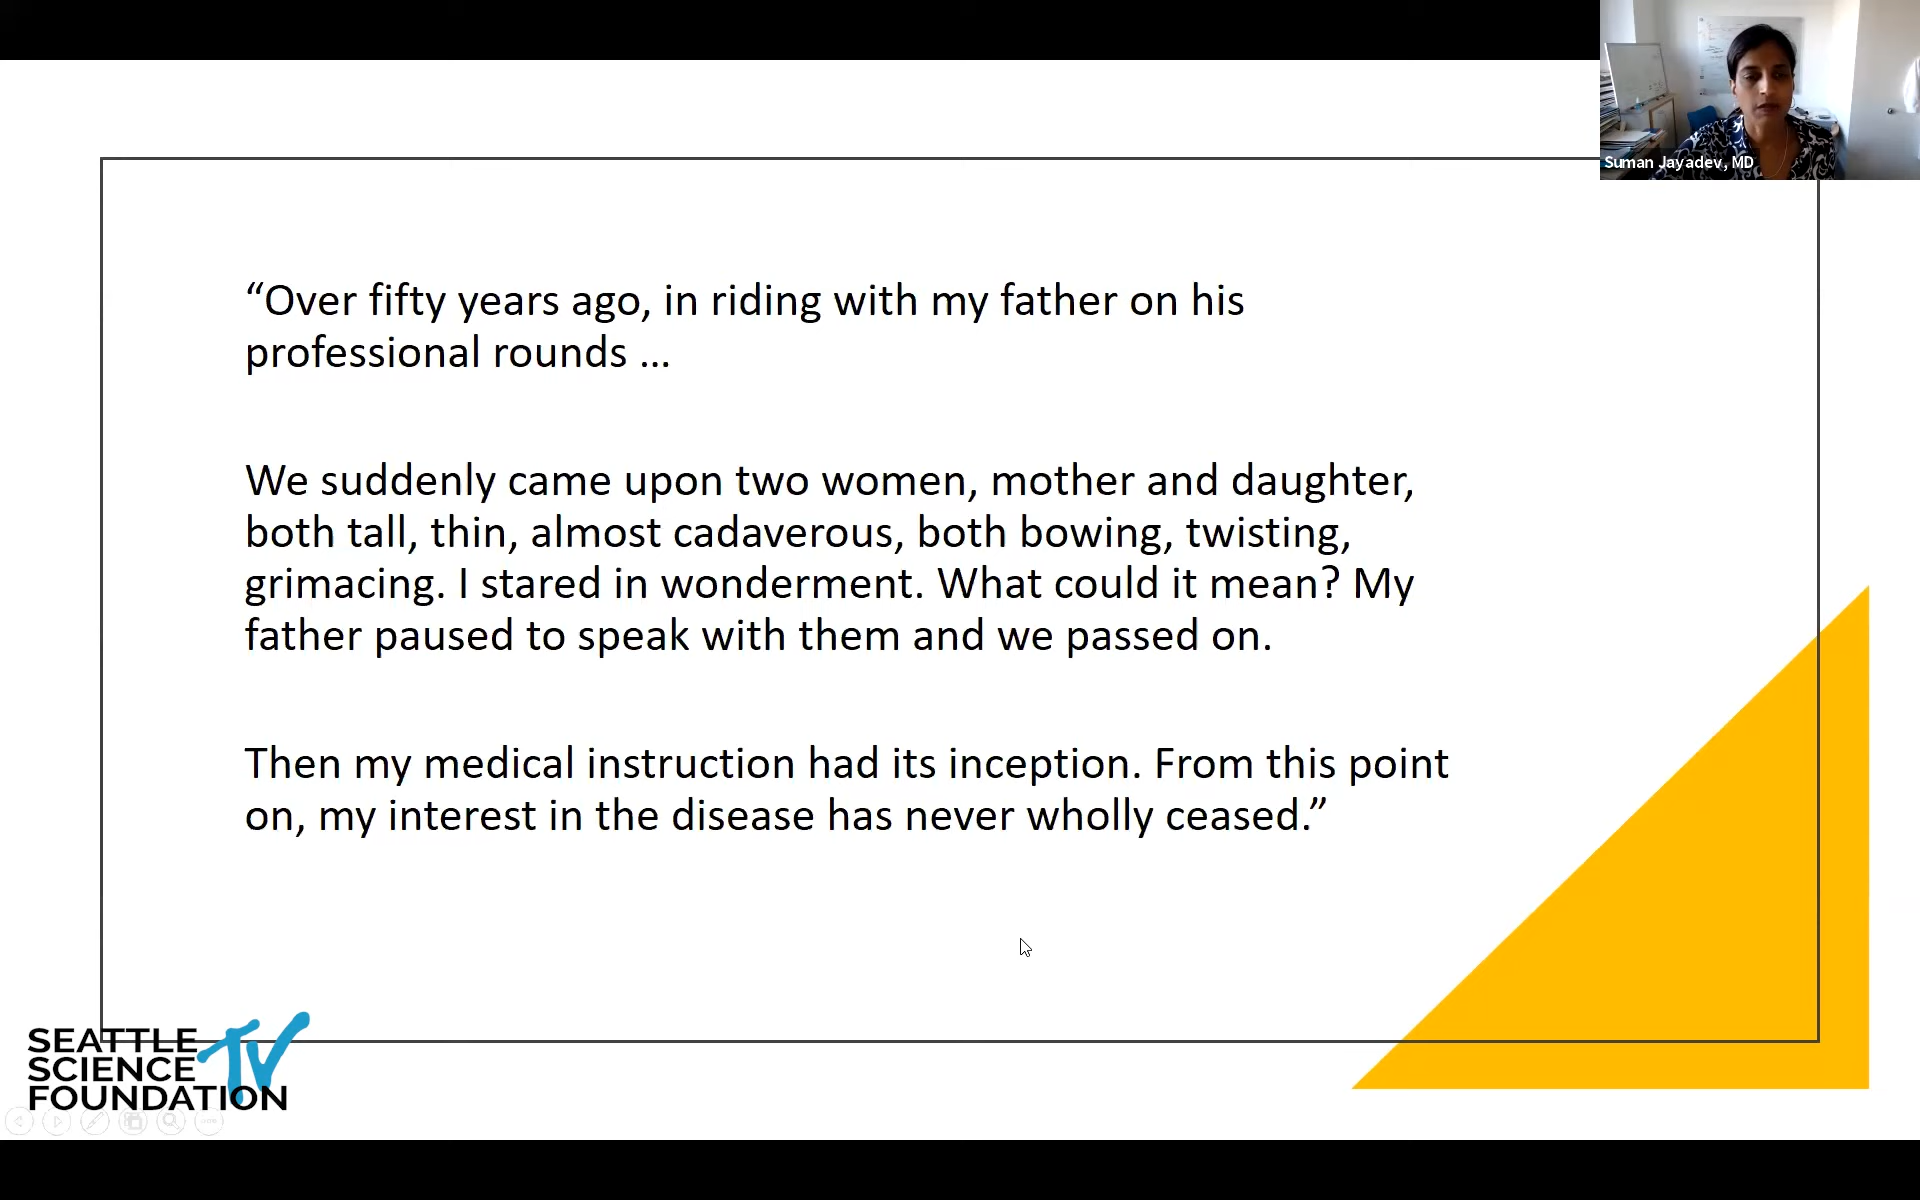 Suman Jayadev, MD
“Over fifty years ago, in riding with my father on his
professional rounds ...
We suddenly came upon two women, mother and daughter,
both tall, thin, almost cadaverous, both bowing, twisting,
grimacing. I stared in wonderment. What could it mean? My
father paused to speak with them and we passed on.
Then my medical instruction had its inception. From this point
on, my interest in the disease has never wholly ceased.”
SEATTLE
SCIENCE
FOUNDATION
TV